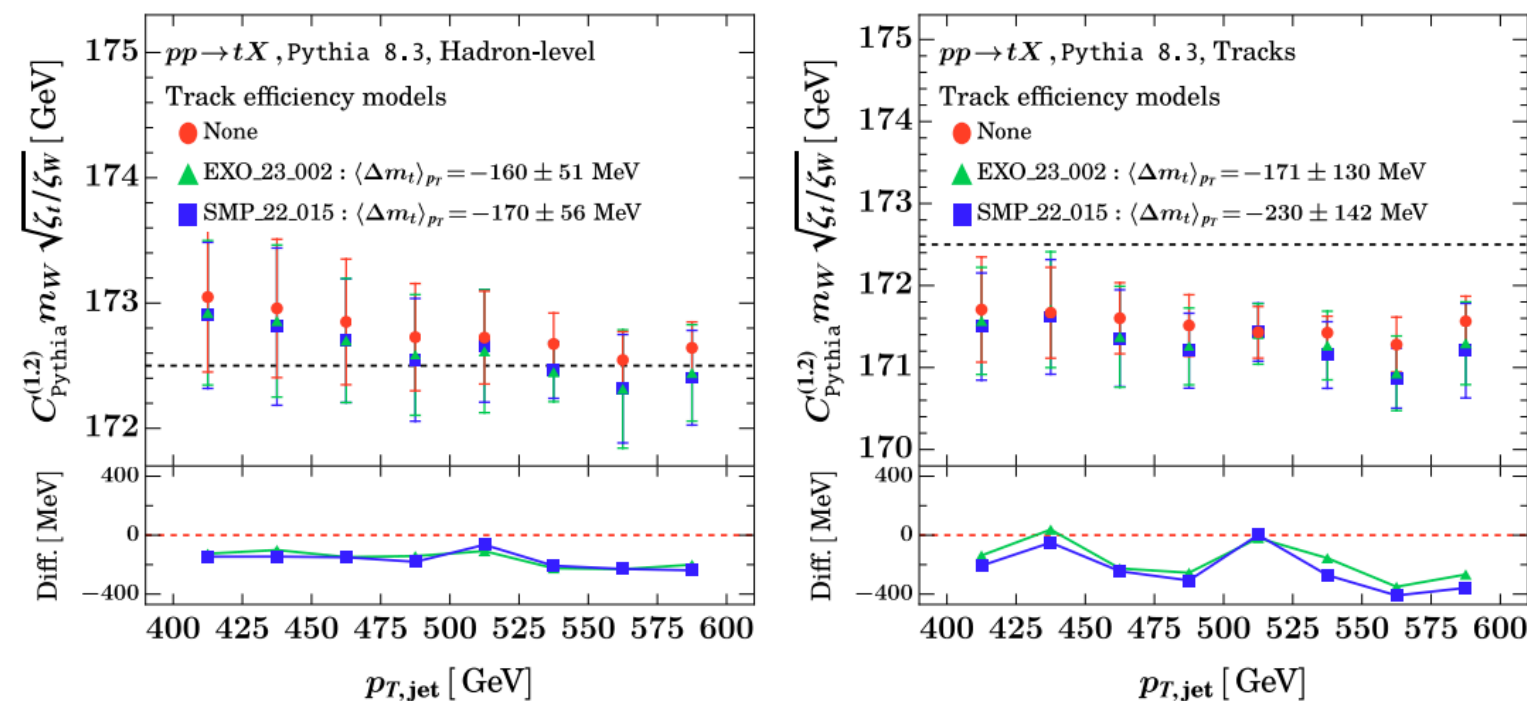 pp→tX , Pythia 8.3, Hadron-level
Track efficiency models
None
EXO_23_002 : ⟨Δm_t⟩_{p_T} = −160 ± 51 MeV
SMP_22_015 : ⟨Δm_t⟩_{p_T} = −170 ± 56 MeV
C^{(1.2)}_{Pythia} m_W √ζ_t/ζ_W [ GeV]
175
174
173
172
Diff. [ MeV]
400
0
−400
400 425 450 475 500 525 550 575 600
p_{T,jet} [ GeV]
pp→tX , Pythia 8.3, Tracks
Track efficiency models
None
EXO_23_002 : ⟨Δm_t⟩_{p_T} = −171 ± 130 MeV
SMP_22_015 : ⟨Δm_t⟩_{p_T} = −230 ± 142 MeV
C^{(1.2)}_{Pythia} m_W √ζ_t/ζ_W [ GeV]
175
174
173
172
171
170
Diff. [ MeV]
400
0
−400
400 425 450 475 500 525 550 575 600
p_{T,jet} [ GeV]